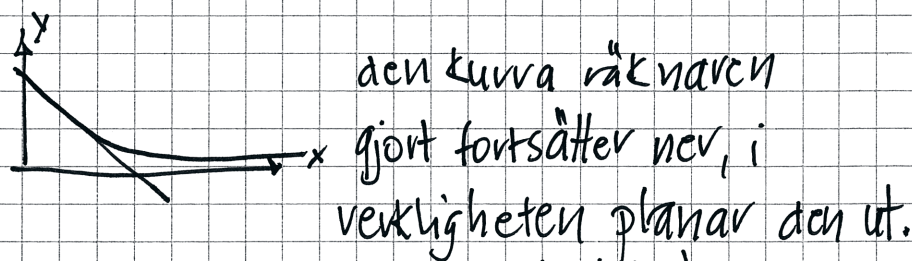 y
den kurva räknaren
x gjort fortsätter ner, i
verkligheten planar den ut.